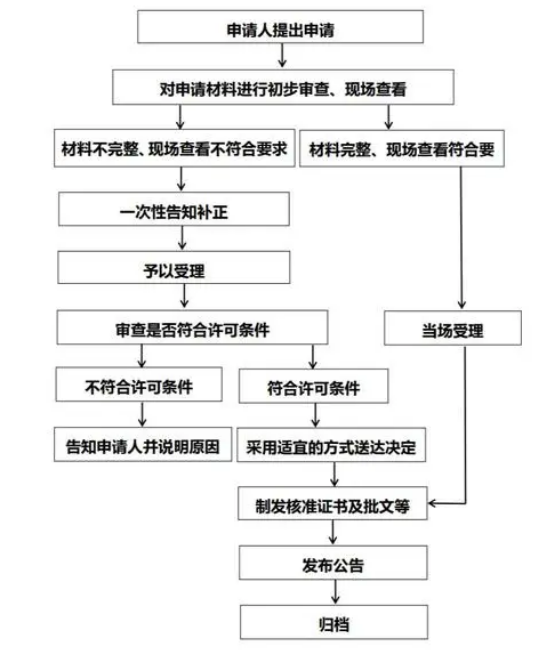 申请人提出申请
对申请材料进行初步审查、现场查看
材料不完整、现场查看不符合要求
材料完整、现场查看符合要
一次性告知补正
予以受理
审查是否符合许可条件
当场受理
不符合许可条件
符合许可条件
告知申请人并说明原因
采用适宜的方式送达决定
制发核准证书及批文等
发布公告
归档